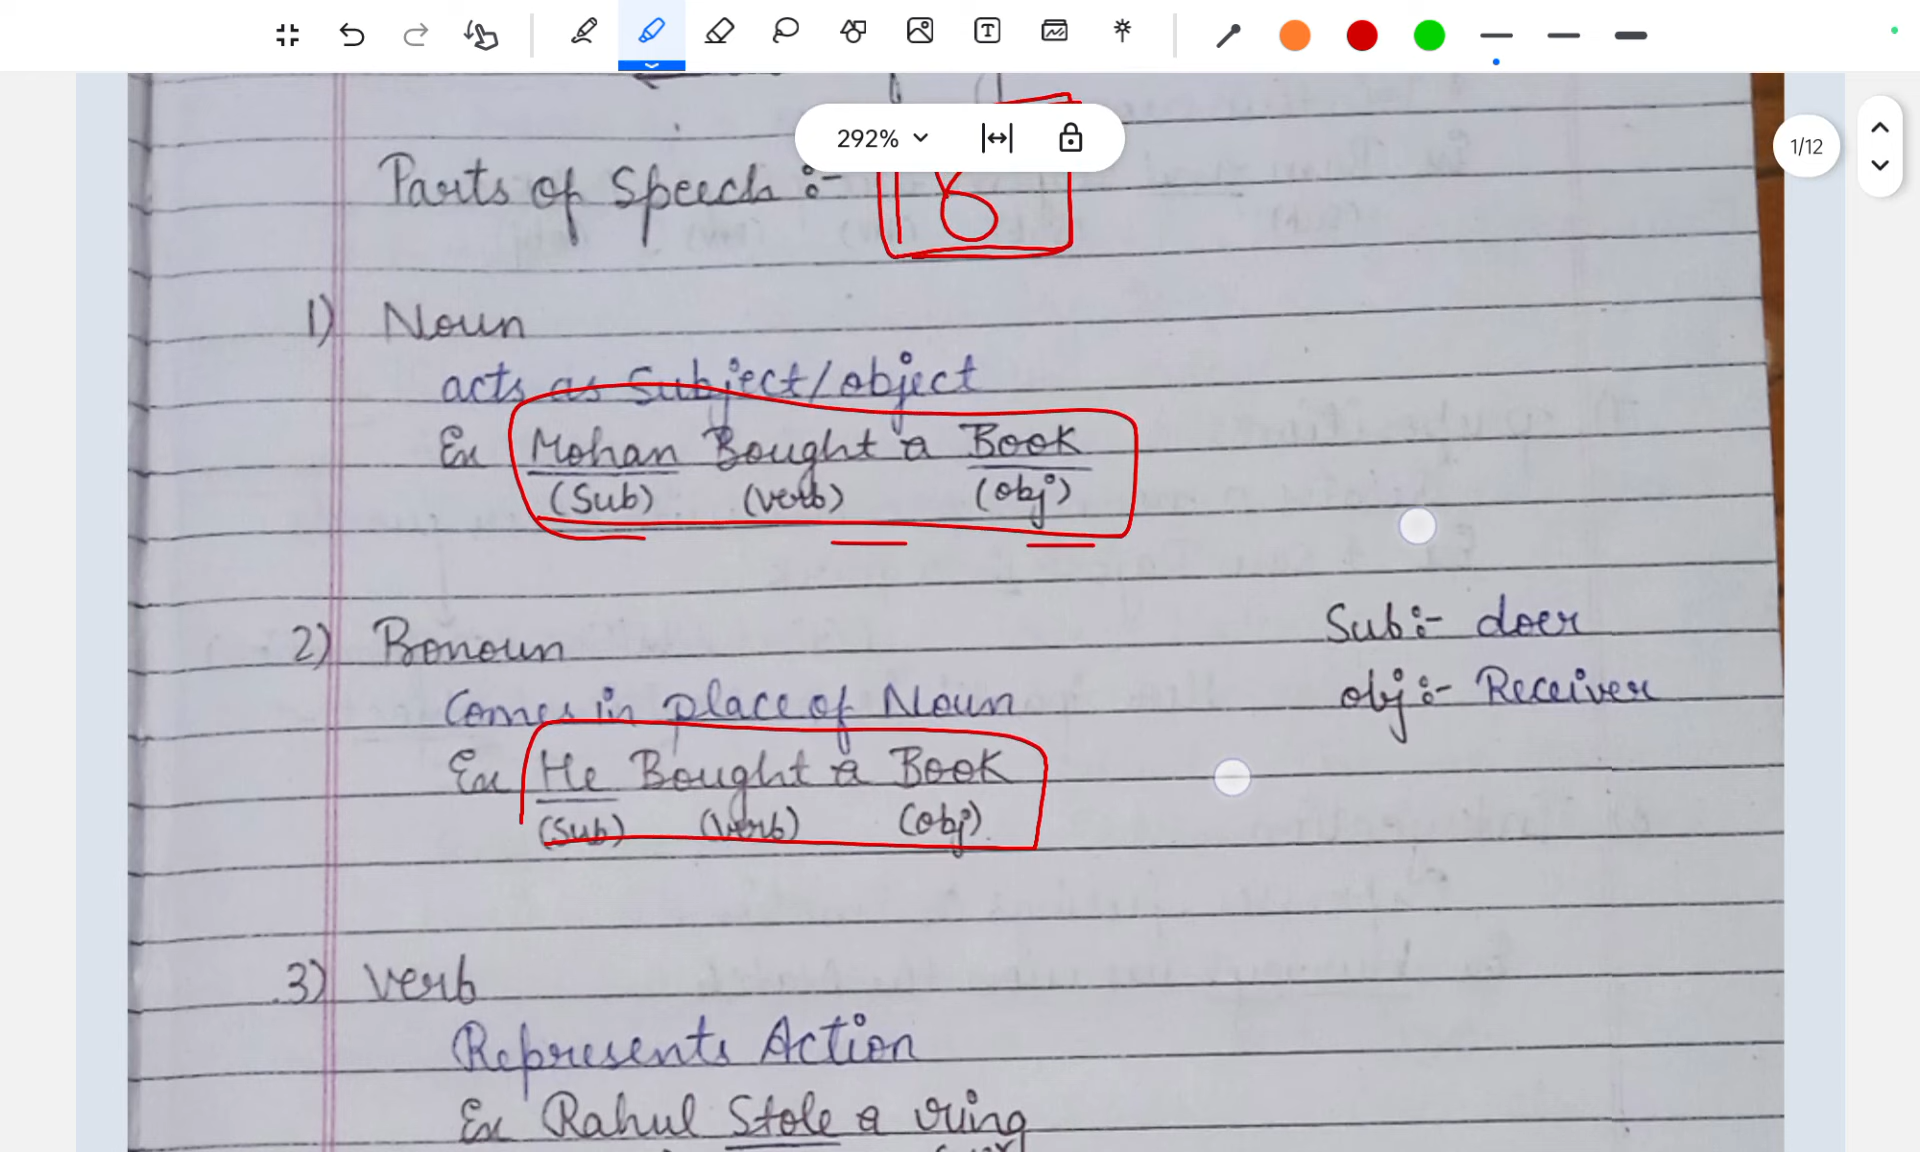 292%
1/12
Parts of Speech :-
1) Noun
acts as Subject/object
Ex Mohan Bought a Book
(Sub) (verb) (obj)
Sub :- doer
2) Pronoun
obj :- Receiver
Comes in place of Noun
Ex He Bought a Book
(Sub) (verb) (obj)
3) Verb
Represents Action
Ex Rahul Stole a ring